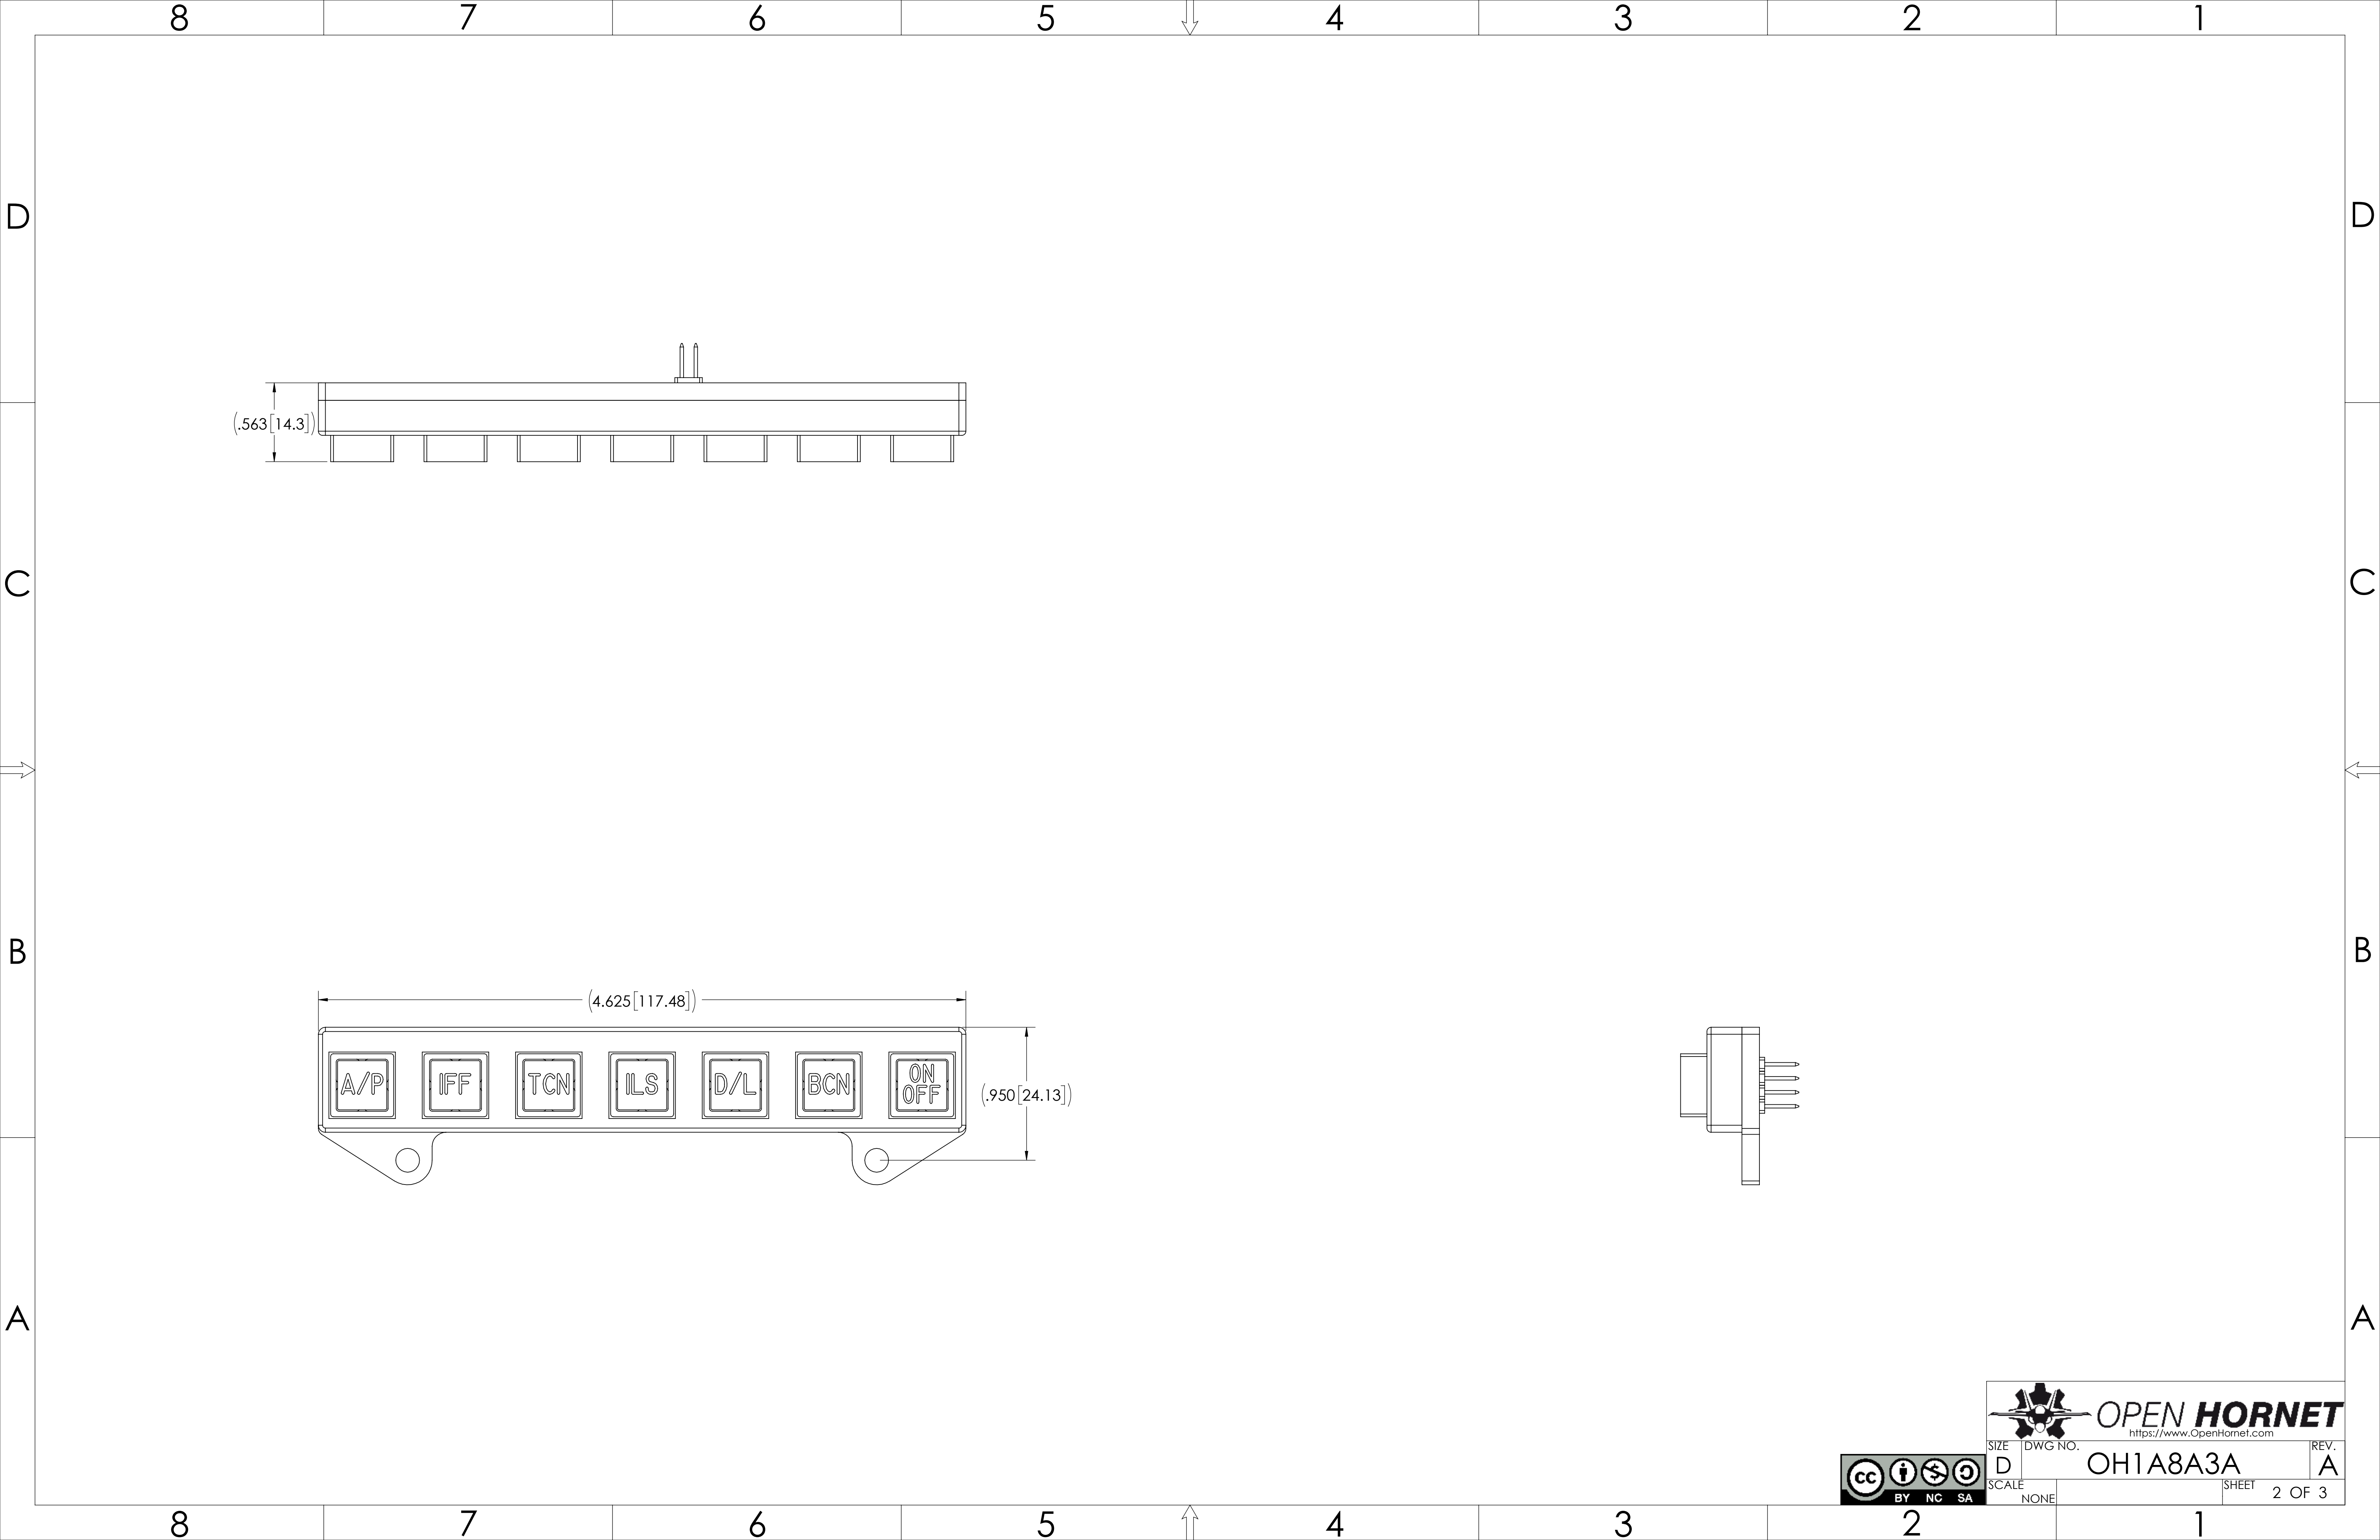 8 7 6 5 4 3 2 1
D D
(.563[14.3])
C C
B B
(4.625[117.48])
A/P IFF TCN ILS D/L BCN ON
OFF
(.950[24.13])
A A
OPEN HORNET
https://www.OpenHornet.com
SIZE DWG NO. REV.
D OH1A8A3A A
SCALE NONE SHEET 2 OF 3
cc BY NC SA
8 7 6 5 4 3 2 1